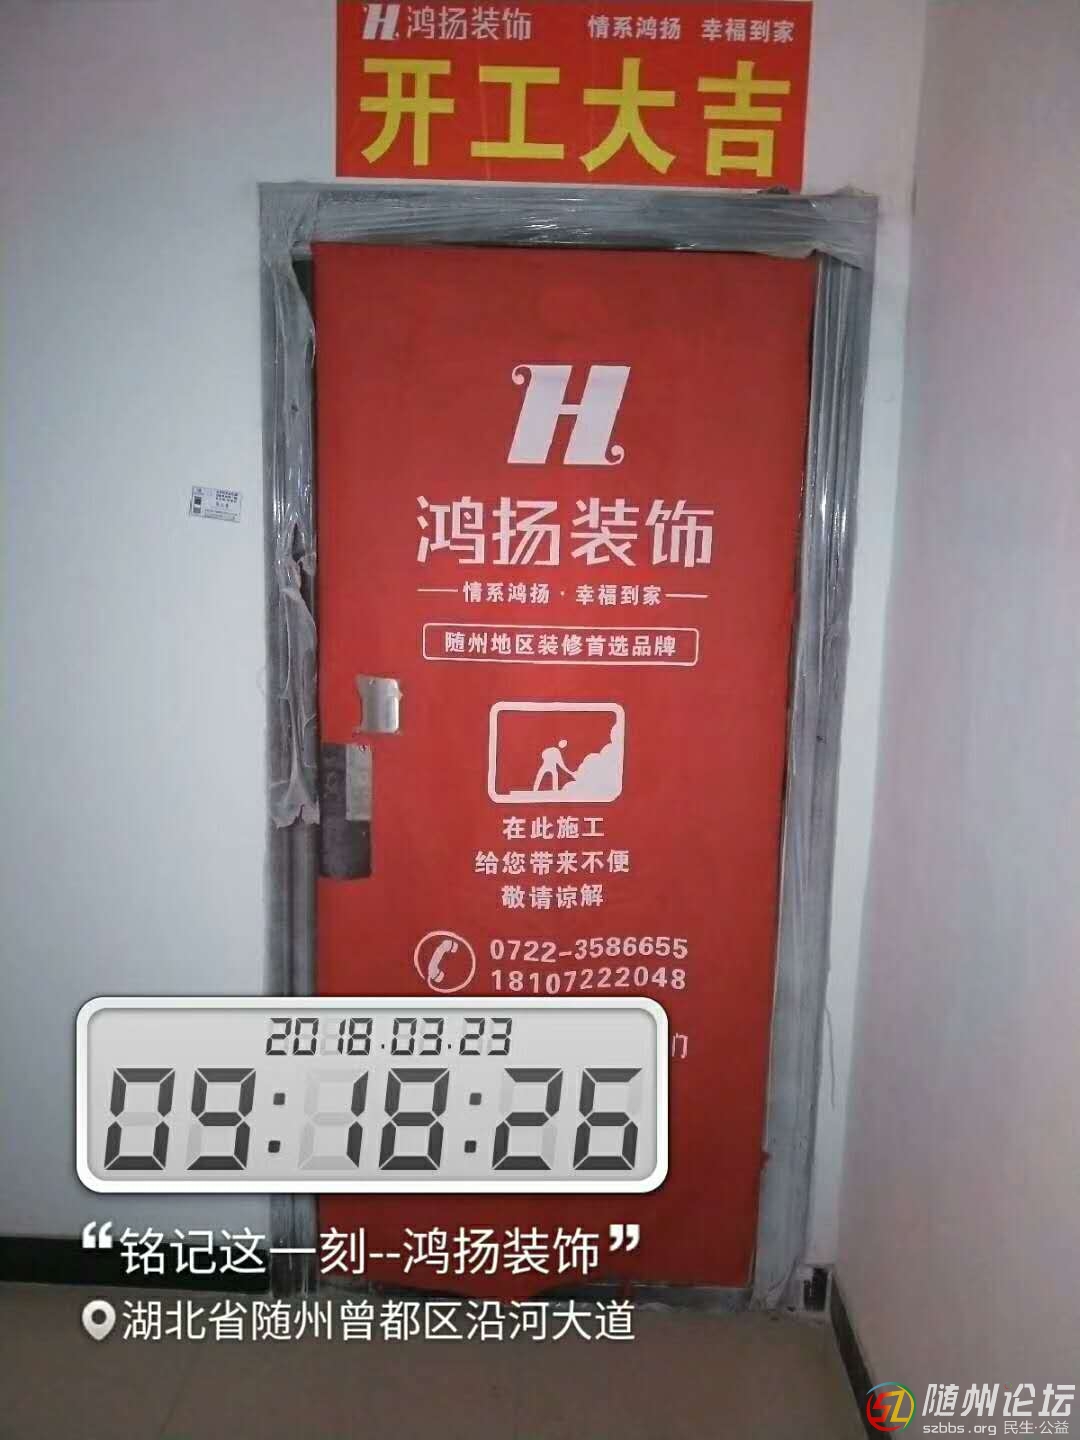 H 鸿扬装饰 情系鸿扬 幸福到家
开工大吉
H
鸿扬装饰
情系鸿扬·幸福到家
随州地区装修首选品牌
在此施工
给您带来不便
敬请谅解
0722-3586655
18107222048
们
2018.03.23
09:18:26
“铭记这一刻--鸿扬装饰”
湖北省随州曾都区沿河大道
随州论坛
szbbs.org 民生·公益